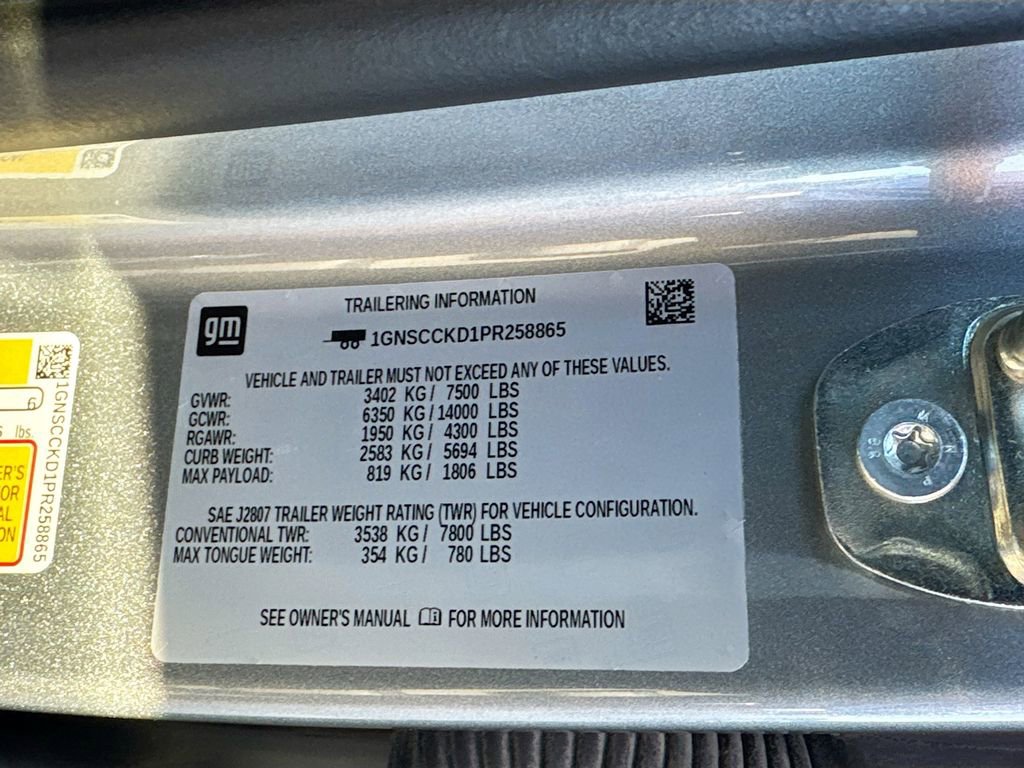 gm
TRAILERING INFORMATION
1GNSCCKD1PR258865
VEHICLE AND TRAILER MUST NOT EXCEED ANY OF THESE VALUES.
GVWR: 3402 KG/ 7500 LBS
GCWR: 6350 KG/14000 LBS
RGAWR: 1950 KG/ 4300 LBS
CURB WEIGHT: 2583 KG/ 5694 LBS
MAX PAYLOAD: 819 KG/ 1806 LBS
SAE J2807 TRAILER WEIGHT RATING (TWR) FOR VEHICLE CONFIGURATION.
CONVENTIONAL TWR: 3538 KG/ 7800 LBS
MAX TONGUE WEIGHT: 354 KG/ 780 LBS
SEE OWNER'S MANUAL FOR MORE INFORMATION
1GNSCCKD1PR258865
6
lbs.